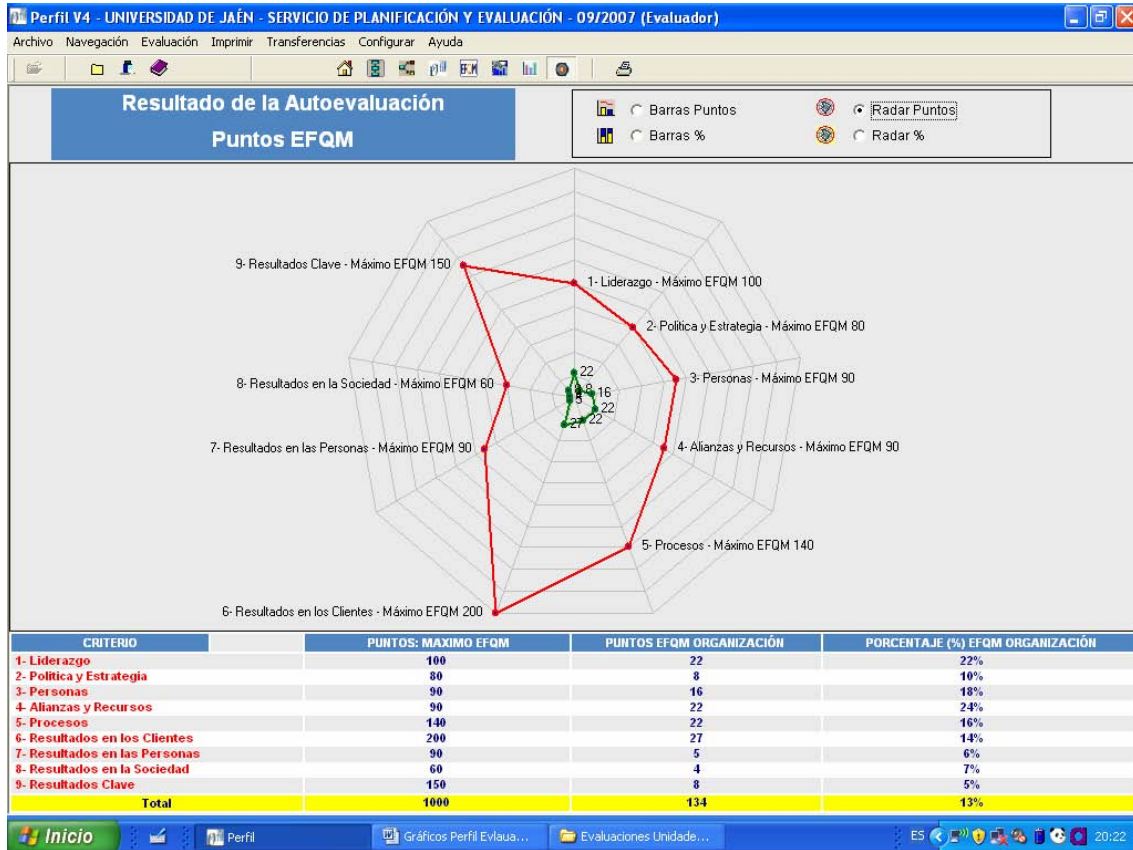 Perfil V4 - UNIVERSIDAD DE JAÉN - SERVICIO DE PLANIFICACIÓN Y EVALUACIÓN - 09/2007 (Evaluador)
Archivo Navegación Evaluación Imprimir Transferencias Configurar Ayuda
Resultado de la Autoevaluación
Puntos EFQM
Barras Puntos
Radar Puntos
Barras %
Radar %
9- Resultados Clave - Máximo EFQM 150
1- Liderazgo - Máximo EFQM 100
2- Política y Estrategia - Máximo EFQM 80
8- Resultados en la Sociedad - Máximo EFQM 60
22
8
16
3- Personas - Máximo EFQM 90
5
22
27
22
7- Resultados en las Personas - Máximo EFQM 90
4- Alianzas y Recursos - Máximo EFQM 90
5- Procesos - Máximo EFQM 140
6- Resultados en los Clientes - Máximo EFQM 200
CRITERIO PUNTOS: MAXIMO EFQM PUNTOS EFQM ORGANIZACIÓN PORCENTAJE (%) EFQM ORGANIZACIÓN
1- Liderazgo 100 22 22%
2- Política y Estrategia 80 8 10%
3- Personas 90 16 18%
4- Alianzas y Recursos 90 22 24%
5- Procesos 140 22 16%
6- Resultados en los Clientes 200 27 14%
7- Resultados en las Personas 90 5 6%
8- Resultados en la Sociedad 60 4 7%
9- Resultados Clave 150 8 5%
Total 1000 134 13%
Inicio Perfil Gráficos Perfil Evlaua... Evaluaciones Unidade... ES 20:22